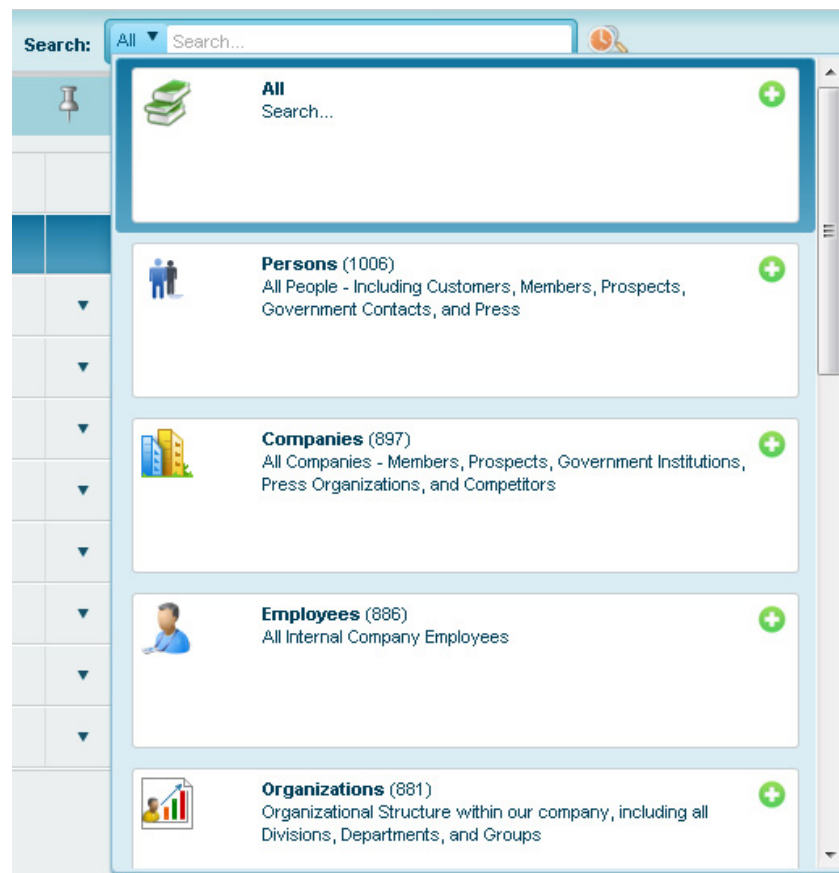 Search: All Search...
All
Search...
Persons (1006)
All People - Including Customers, Members, Prospects,
Government Contacts, and Press
Companies (897)
All Companies - Members, Prospects, Government Institutions,
Press Organizations, and Competitors
Employees (886)
All Internal Company Employees
Organizations (881)
Organizational Structure within our company, including all
Divisions, Departments, and Groups